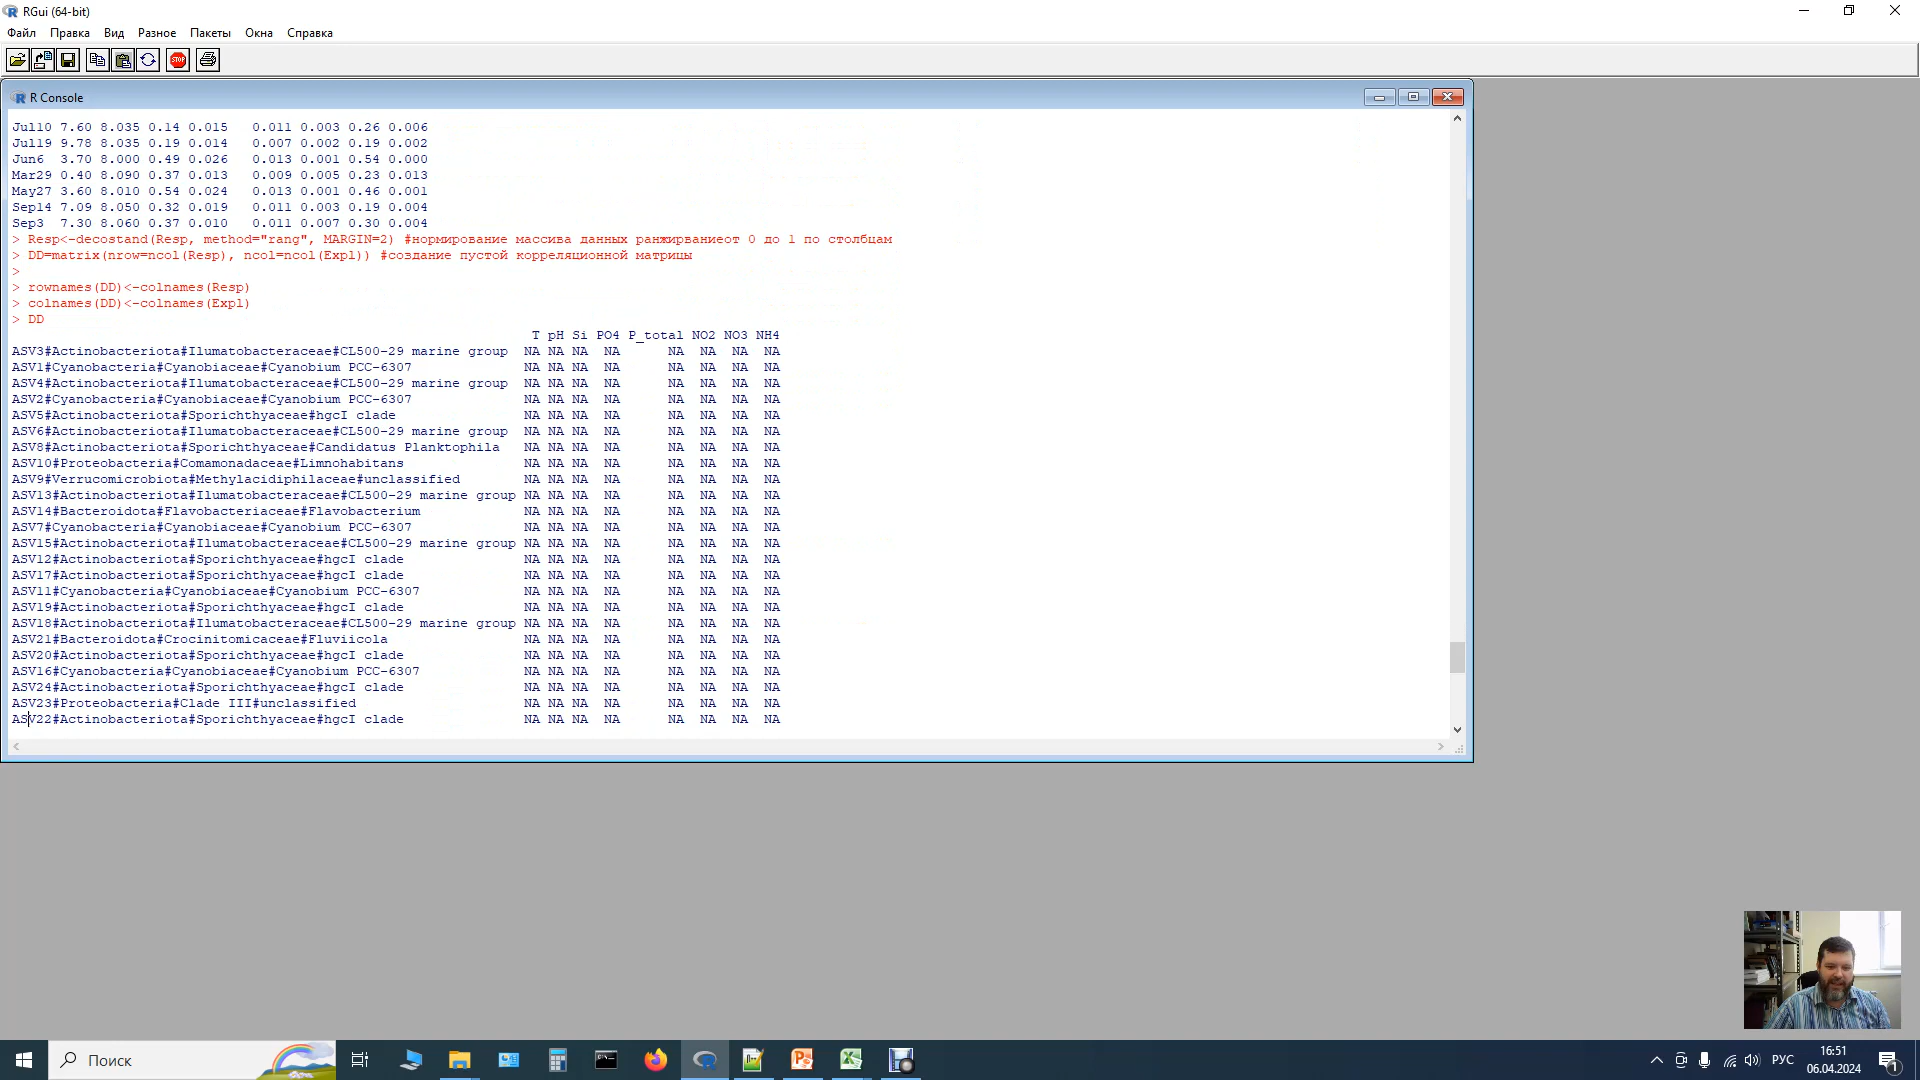 RGui (64-bit)
Файл Правка Вид Разное Пакеты Окна Справка
STOP
R Console
Jul10 7.60 8.035 0.14 0.015 0.011 0.003 0.26 0.006
Jul19 9.78 8.035 0.19 0.014 0.007 0.002 0.19 0.002
Jun6 3.70 8.000 0.49 0.026 0.013 0.001 0.54 0.000
Mar29 0.40 8.090 0.37 0.013 0.009 0.005 0.23 0.013
May27 3.60 8.010 0.54 0.024 0.013 0.001 0.46 0.001
Sep14 7.09 8.050 0.32 0.019 0.011 0.003 0.19 0.004
Sep3 7.30 8.060 0.37 0.010 0.011 0.007 0.30 0.004
> Resp<-decostand(Resp, method="rang", MARGIN=2) #нормирование массива данных ранжирваниеот 0 до 1 по столбцам
> DD=matrix(nrow=ncol(Resp), ncol=ncol(Expl)) #создание пустой корреляционной матрицы
>
> rownames(DD)<-colnames(Resp)
> colnames(DD)<-colnames(Expl)
> DD
T pH Si PO4 P_total NO2 NO3 NH4
ASV3#Actinobacteriota#Ilumatobacteraceae#CL500-29 marine group NA NA NA NA NA NA NA NA
ASV1#Cyanobacteria#Cyanobiaceae#Cyanobium PCC-6307 NA NA NA NA NA NA NA NA
ASV4#Actinobacteriota#Ilumatobacteraceae#CL500-29 marine group NA NA NA NA NA NA NA NA
ASV2#Cyanobacteria#Cyanobiaceae#Cyanobium PCC-6307 NA NA NA NA NA NA NA NA
ASV5#Actinobacteriota#Sporichthyaceae#hgcI clade NA NA NA NA NA NA NA NA
ASV6#Actinobacteriota#Ilumatobacteraceae#CL500-29 marine group NA NA NA NA NA NA NA NA
ASV8#Actinobacteriota#Sporichthyaceae#Candidatus Planktophila NA NA NA NA NA NA NA NA
ASV10#Proteobacteria#Comamonadaceae#Limnohabitans NA NA NA NA NA NA NA NA
ASV9#Verrucomicrobiota#Methylacidiphilaceae#unclassified NA NA NA NA NA NA NA NA
ASV13#Actinobacteriota#Ilumatobacteraceae#CL500-29 marine group NA NA NA NA NA NA NA NA
ASV14#Bacteroidota#Flavobacteriaceae#Flavobacterium NA NA NA NA NA NA NA NA
ASV7#Cyanobacteria#Cyanobiaceae#Cyanobium PCC-6307 NA NA NA NA NA NA NA NA
ASV15#Actinobacteriota#Ilumatobacteraceae#CL500-29 marine group NA NA NA NA NA NA NA NA
ASV12#Actinobacteriota#Sporichthyaceae#hgcI clade NA NA NA NA NA NA NA NA
ASV17#Actinobacteriota#Sporichthyaceae#hgcI clade NA NA NA NA NA NA NA NA
ASV11#Cyanobacteria#Cyanobiaceae#Cyanobium PCC-6307 NA NA NA NA NA NA NA NA
ASV19#Actinobacteriota#Sporichthyaceae#hgcI clade NA NA NA NA NA NA NA NA
ASV18#Actinobacteriota#Ilumatobacteraceae#CL500-29 marine group NA NA NA NA NA NA NA NA
ASV21#Bacteroidota#Crocinitomicaceae#Fluviicola NA NA NA NA NA NA NA NA
ASV20#Actinobacteriota#Sporichthyaceae#hgcI clade NA NA NA NA NA NA NA NA
ASV16#Cyanobacteria#Cyanobiaceae#Cyanobium PCC-6307 NA NA NA NA NA NA NA NA
ASV24#Actinobacteriota#Sporichthyaceae#hgcI clade NA NA NA NA NA NA NA NA
ASV23#Proteobacteria#Clade III#unclassified NA NA NA NA NA NA NA NA
ASV22#Actinobacteriota#Sporichthyaceae#hgcI clade NA NA NA NA NA NA NA NA
Поиск
РУС
16:51
06.04.2024
1